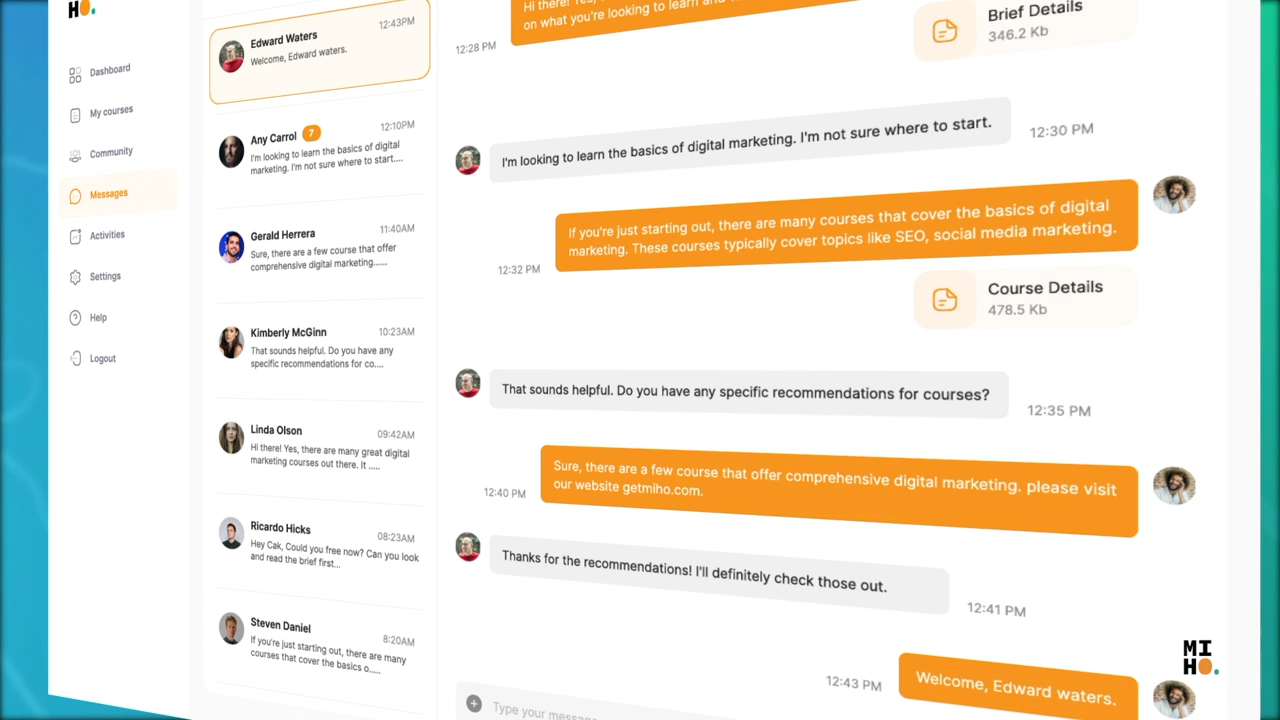 HO.
Dashboard
My courses
Community
Messages
Activities
Settings
Help
Logout
Edward Waters
12:43PM
Welcome, Edward waters.
Any Carrol 7
12:10PM
I'm looking to learn the basics of digital
marketing. I'm not sure where to start....
Gerald Herrera
11:40AM
Sure, there are a few course that offer
comprehensive digital marketing......
Kimberly McGinn
10:23AM
That sounds helpful. Do you have any
specific recommendations for co....
Linda Olson
09:42AM
Hi there! Yes, there are many great digital
marketing courses out there. It .....
Ricardo Hicks
08:23AM
Hey Cak, Could you free now? Can you look
and read the brief first...
Steven Daniel
8:20AM
If you're just starting out, there are many
courses that cover the basics o.....
Hi there! Yes,
on what you're looking to learn and
12:28 PM
Brief Details
346.2 Kb
I'm looking to learn the basics of digital marketing. I'm not sure where to start.
12:30 PM
If you're just starting out, there are many courses that cover the basics of digital
marketing. These courses typically cover topics like SEO, social media marketing.
12:32 PM
Course Details
478.5 Kb
That sounds helpful. Do you have any specific recommendations for courses?
12:35 PM
Sure, there are a few course that offer comprehensive digital marketing. please visit
our website getmiho.com.
12:40 PM
Thanks for the recommendations! I'll definitely check those out.
12:41 PM
Welcome, Edward waters.
12:43 PM
Type your message
MI
HO.